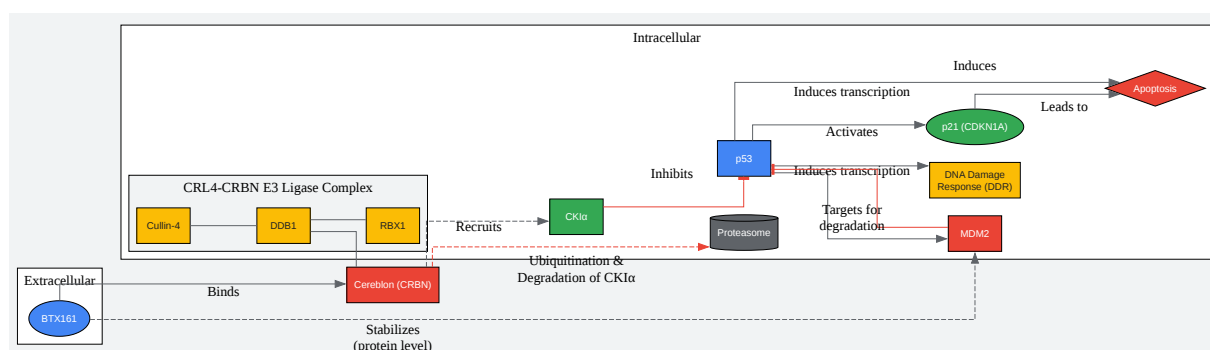 Intracellular
Induces
Induces transcription
Apoptosis
Leads to
p21 (CDKN1A)
Activates
p53
Induces transcription
DNA Damage
Response (DDR)
Inhibits
CRL4-CRBN E3 Ligase Complex
Cullin-4
DDB1
RBX1
Recruits
CKIα
Proteasome
Targets for
degradation
MDM2
Ubiquitination &
Degradation of CKIα
Extracellular
Binds
Cereblon (CRBN)
BTX161
Stabilizes
(protein level)